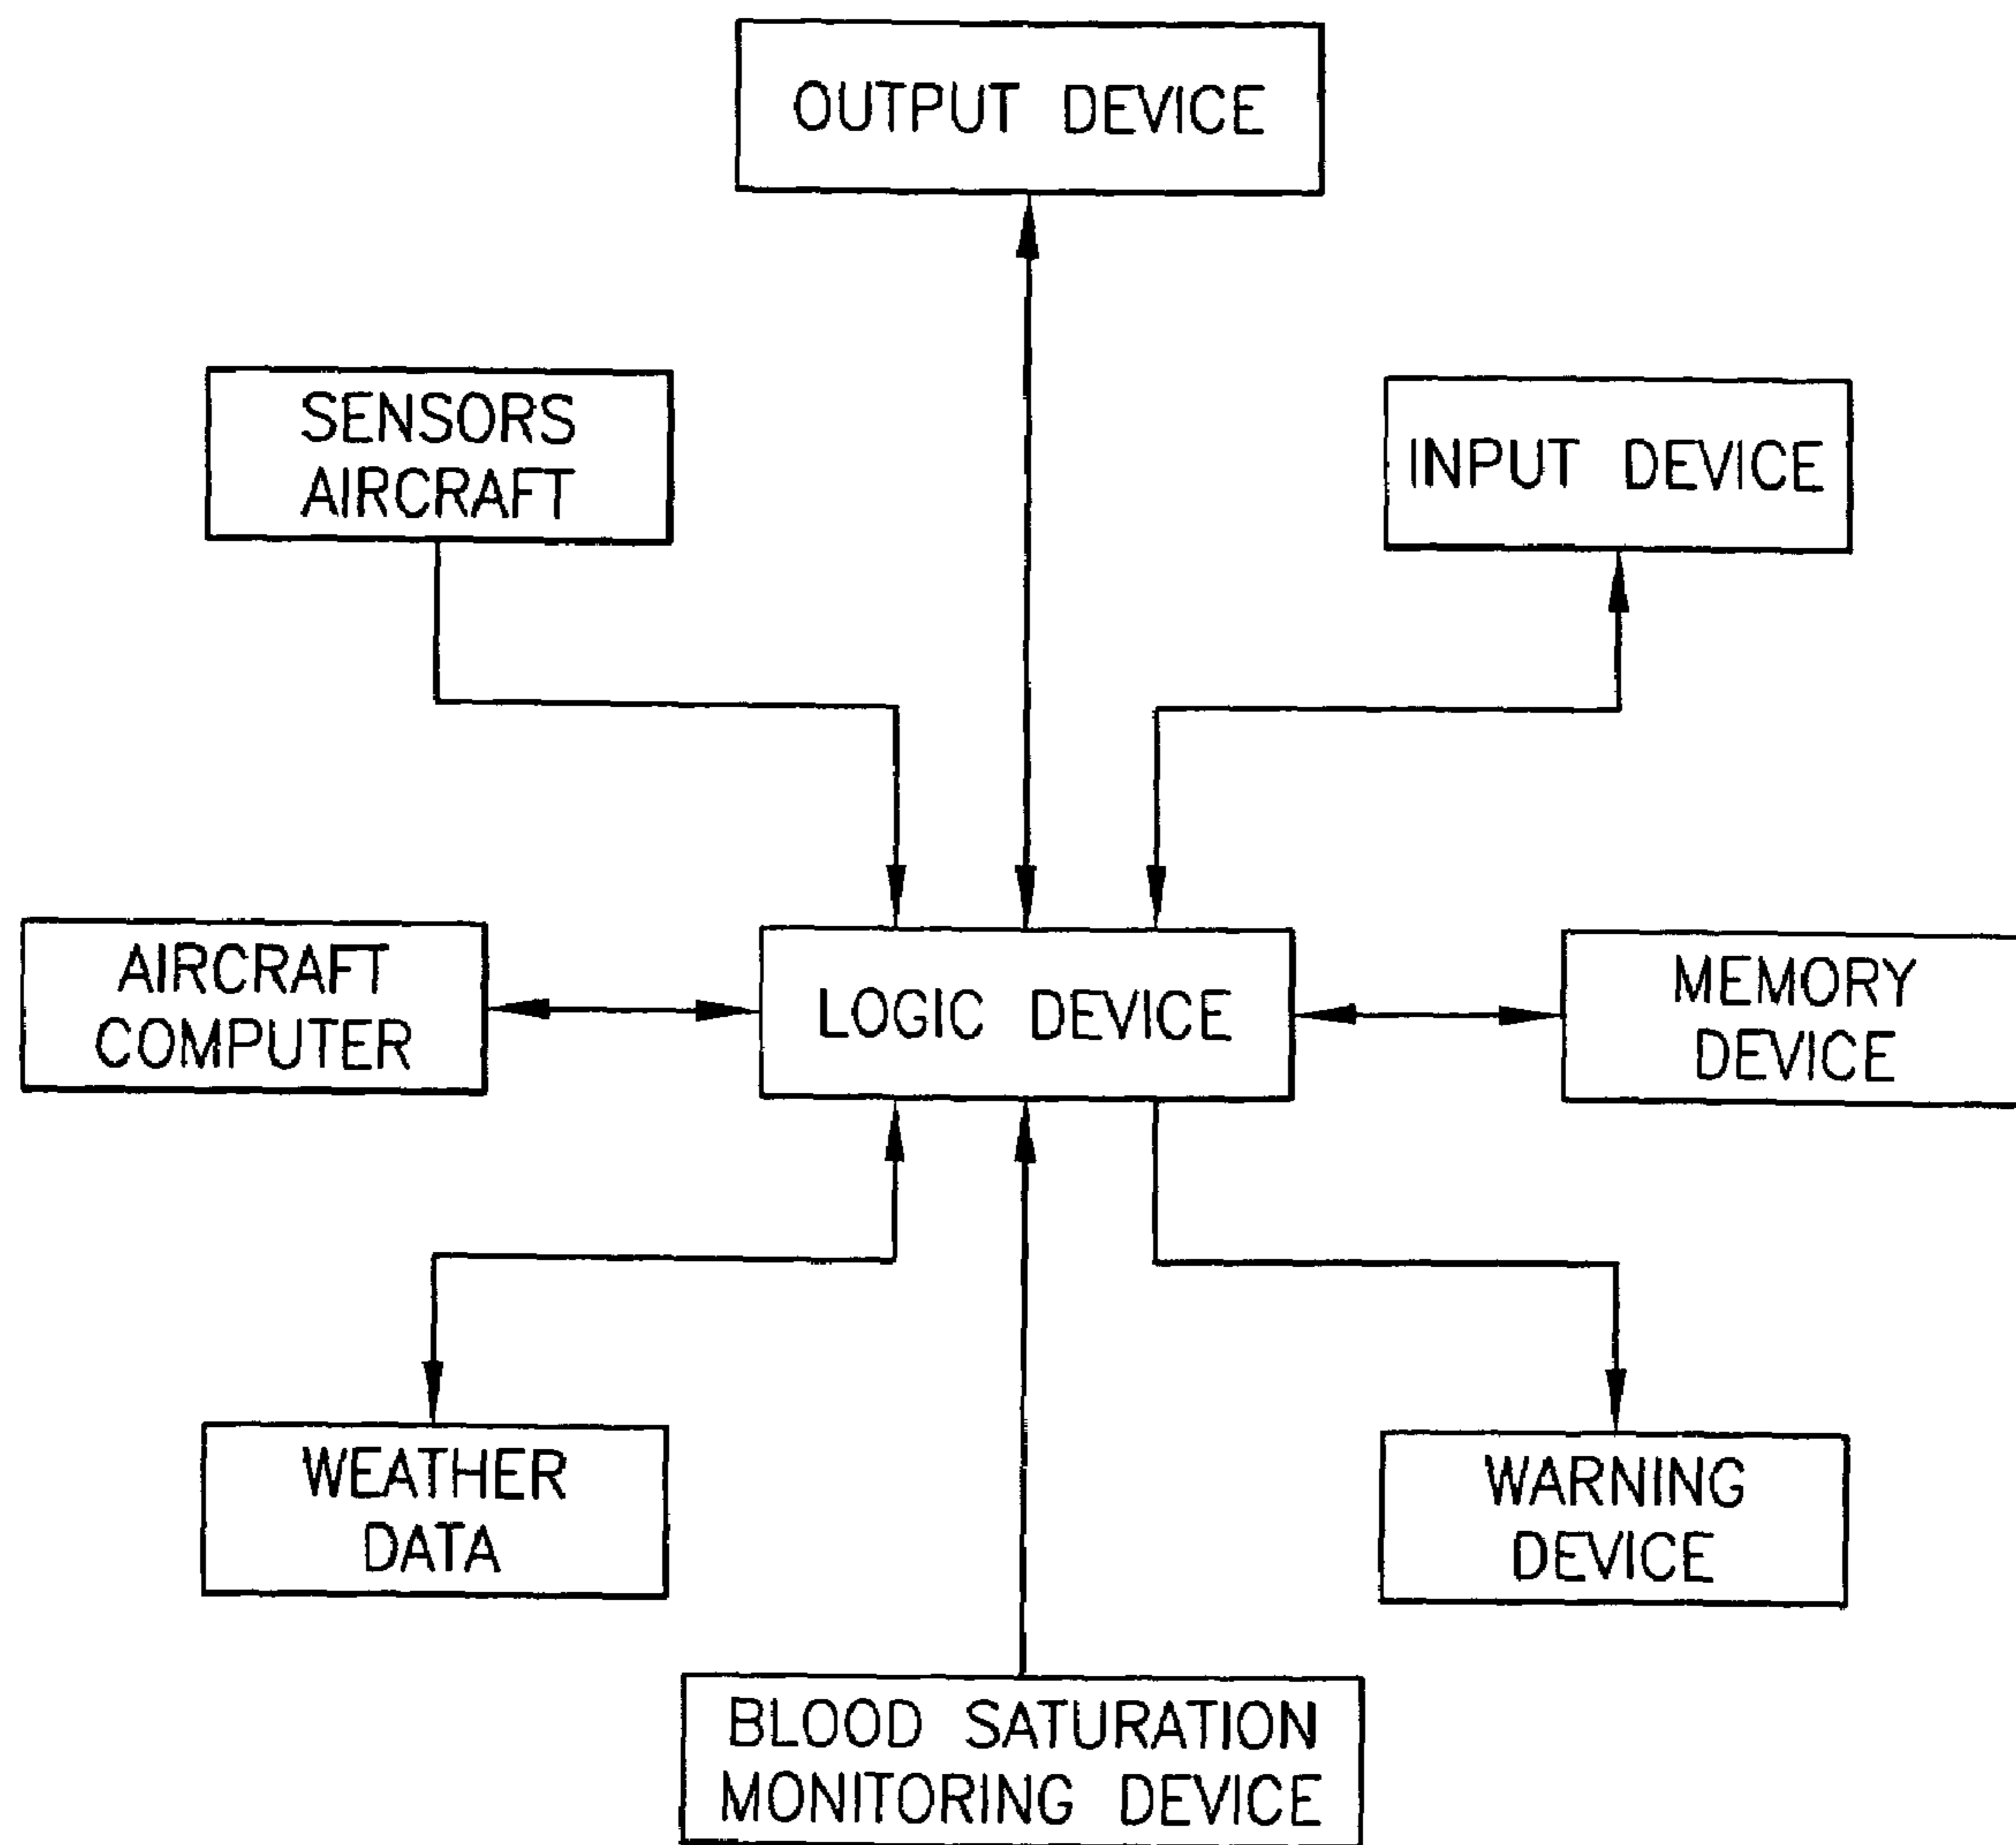 OUTPUT DEVICE
SENSORS
AIRCRAFT
INPUT DEVICE
AIRCRAFT
COMPUTER
LOGIC DEVICE
MEMORY
DEVICE
WEATHER
DATA
WARNING
DEVICE
BLOOD SATURATION
MONITORING DEVICE